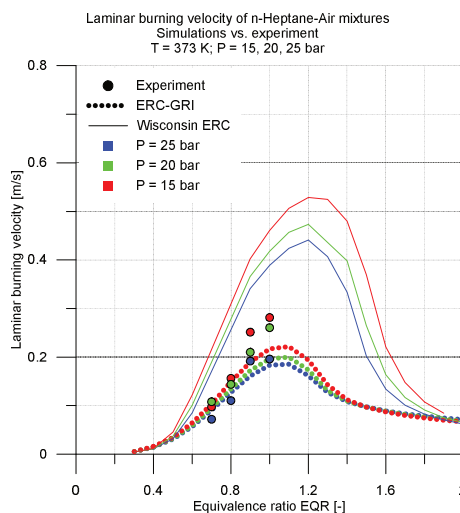 Laminar burning velocity of n-Heptane-Air mixtures
Simulations vs. experiment
T = 373 K; P = 15, 20, 25 bar
0.8
Experiment
ERC-GRI
Wisconsin ERC
P = 25 bar
P = 20 bar
P = 15 bar
0.6
0.4
0.2
0
Laminar burning velocity [m/s]
0 0.4 0.8 1.2 1.6 2
Equivalence ratio EQR [-]